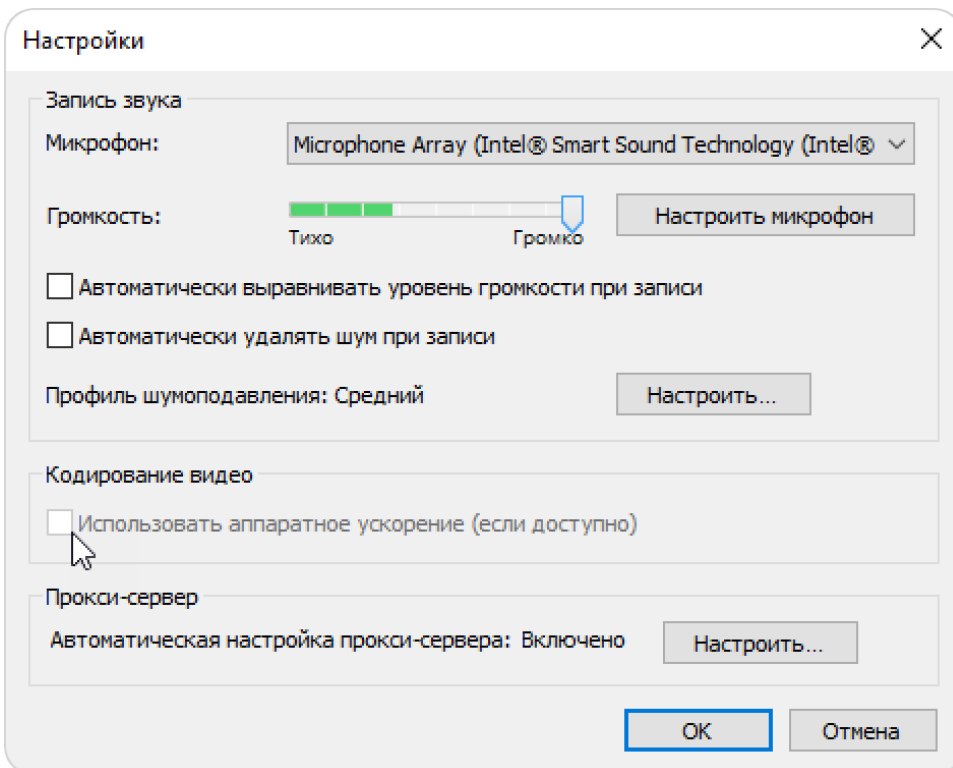 Настройки
Запись звука
Микрофон:
Microphone Array (Intel® Smart Sound Technology (Intel®
Громкость:
Тихо
Громко
Настроить микрофон
Автоматически выравнивать уровень громкости при записи
Автоматически удалять шум при записи
Профиль шумоподавления: Средний
Настроить...
Кодирование видео
Использовать аппаратное ускорение (если доступно)
Прокси-сервер
Автоматическая настройка прокси-сервера: Включено
Настроить...
ОК
Отмена